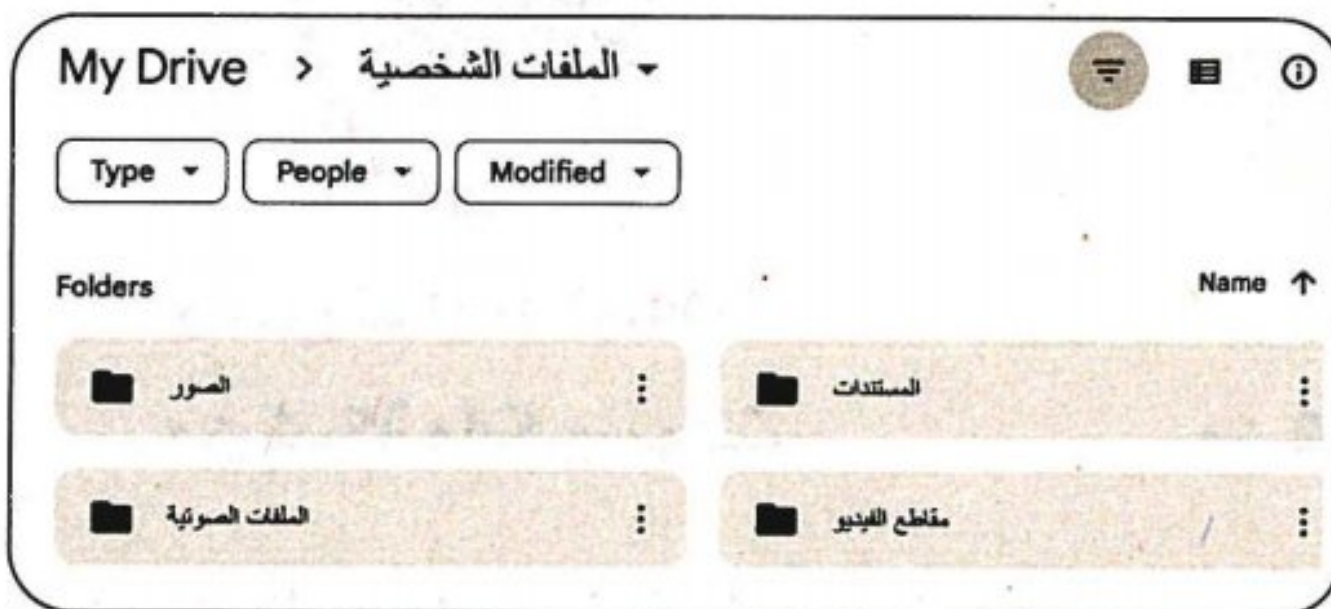 My Drive > الملفات الشخصية
Type People Modified
Folders Name
الصور المستندات
الملفات الصوتية مقاطع الفيديو